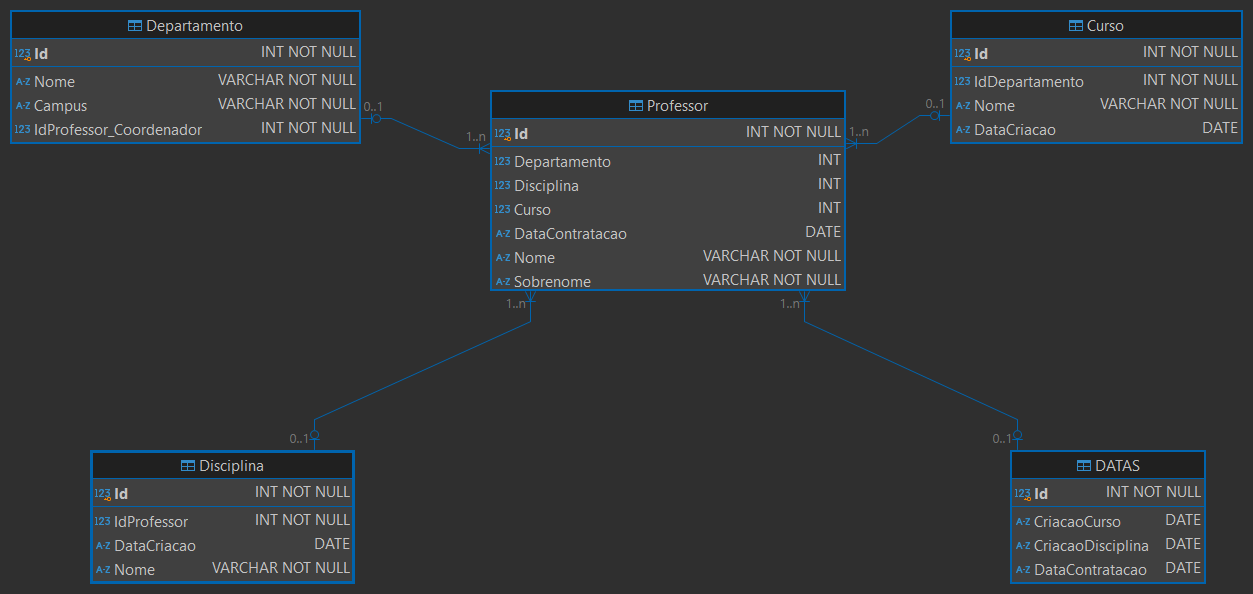 Departamento
123 Id INT NOT NULL
A-Z Nome VARCHAR NOT NULL
A-Z Campus VARCHAR NOT NULL
123 IdProfessor_Coordenador INT NOT NULL
0..1
1..n
Professor
123 Id INT NOT NULL
123 Departamento INT
123 Disciplina INT
123 Curso INT
A-Z DataContratacao DATE
A-Z Nome VARCHAR NOT NULL
A-Z Sobrenome VARCHAR NOT NULL
1..n
0..1
Curso
123 Id INT NOT NULL
123 IdDepartamento INT NOT NULL
A-Z Nome VARCHAR NOT NULL
A-Z DataCriacao DATE
1..n
1..n
0..1
0..1
Disciplina
123 Id INT NOT NULL
123 IdProfessor INT NOT NULL
A-Z DataCriacao DATE
A-Z Nome VARCHAR NOT NULL
DATAS
123 Id INT NOT NULL
A-Z CriacaoCurso DATE
A-Z CriacaoDisciplina DATE
A-Z DataContratacao DATE